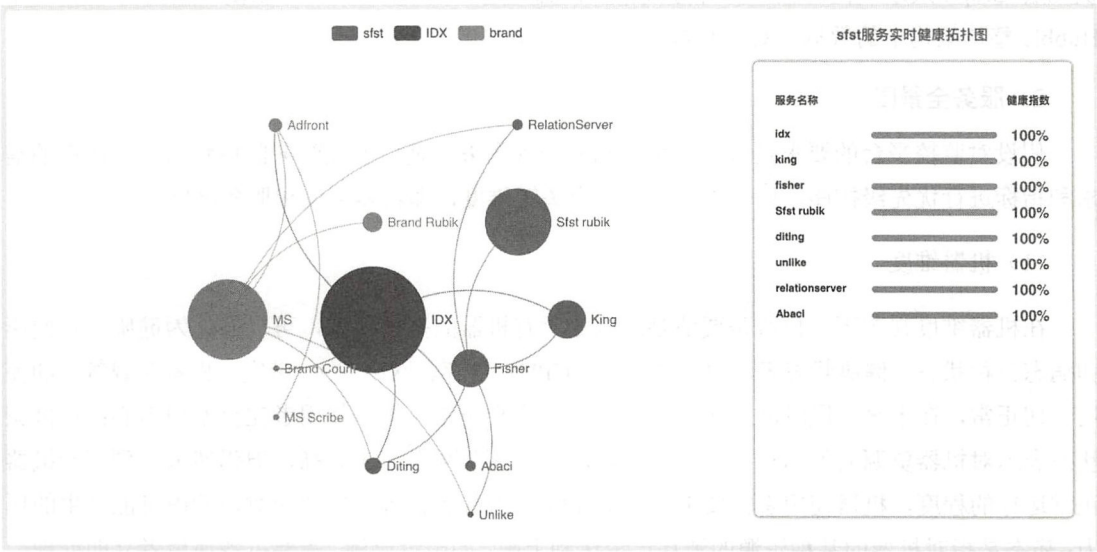 sfst IDX brand
Adfront
RelationServer
Brand Rubik
Sfst rubik
MS
IDX
King
Brand Count
Fisher
MS Scribe
Diting
Abaci
Unlike
sfst服务实时健康拓扑图
服务名称 健康指数
idx 100%
king 100%
fisher 100%
Sfst rubik 100%
diting 100%
unlike 100%
relationserver 100%
Abaci 100%